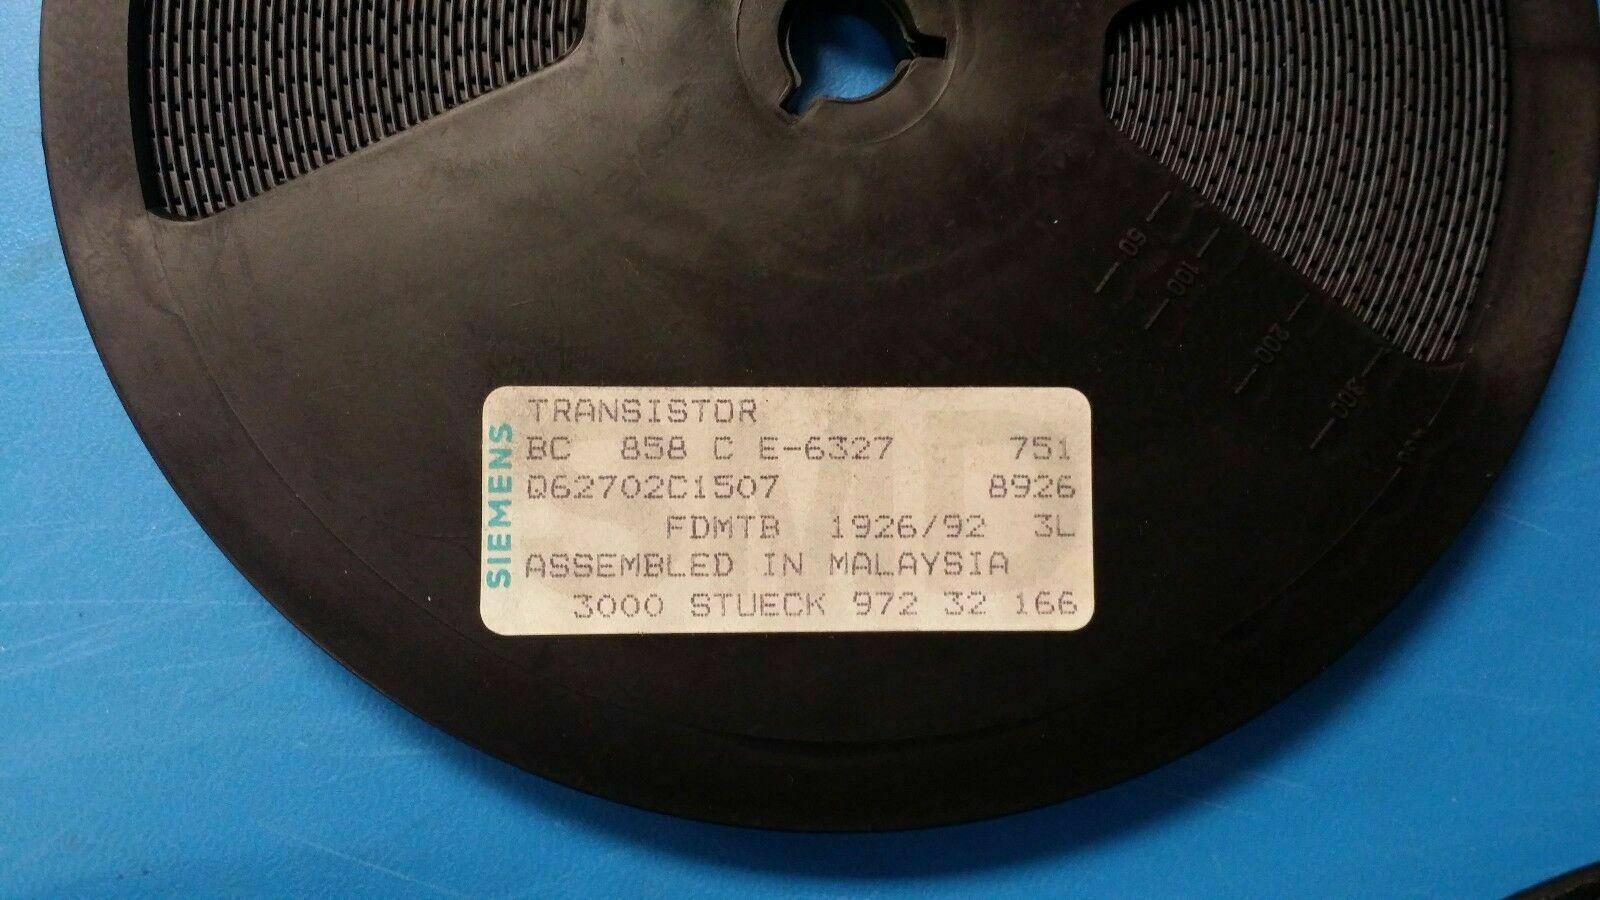 50
100
200
300
SIEMENS
TRANSISTOR
BC 858 C E-6327 751
Q62702C1507 8926
FDMTB 1926/92 3L
ASSEMBLED IN MALAYSIA
3000 STUECK 972 32 166
SMD